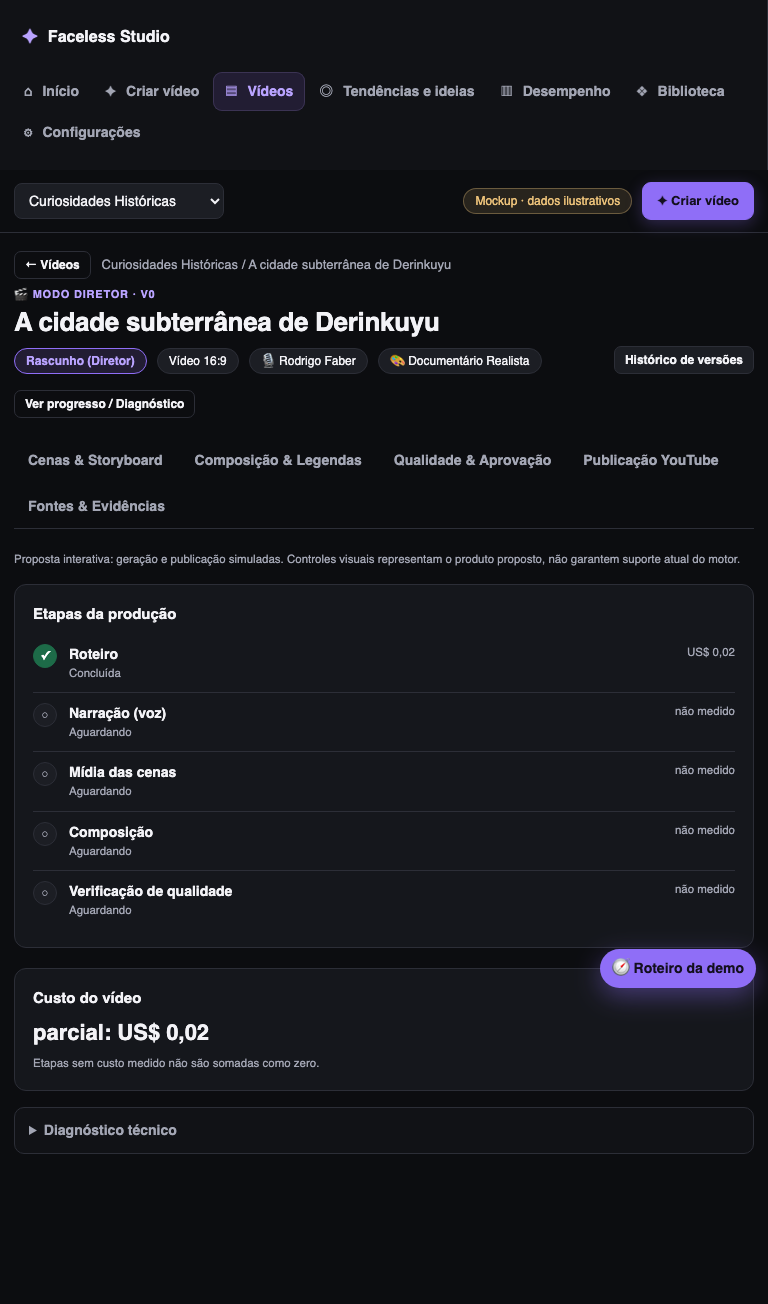 Faceless Studio
Início
Criar vídeo
Vídeos
Tendências e ideias
Desempenho
Biblioteca
Configurações
Curiosidades Históricas
Mockup · dados ilustrativos
✦ Criar vídeo
← Vídeos
Curiosidades Históricas / A cidade subterrânea de Derinkuyu
🎬 MODO DIRETOR · V0
A cidade subterrânea de Derinkuyu
Rascunho (Diretor)
Vídeo 16:9
🎙️ Rodrigo Faber
🎨 Documentário Realista
Histórico de versões
Ver progresso / Diagnóstico
Cenas & Storyboard
Composição & Legendas
Qualidade & Aprovação
Publicação YouTube
Fontes & Evidências
Proposta interativa: geração e publicação simuladas. Controles visuais representam o produto proposto, não garantem suporte atual do motor.
Etapas da produção
Roteiro
US$ 0,02
Concluída
Narração (voz)
não medido
Aguardando
Mídia das cenas
não medido
Aguardando
Composição
não medido
Aguardando
Verificação de qualidade
não medido
Aguardando
🧭 Roteiro da demo
Custo do vídeo
parcial: US$ 0,02
Etapas sem custo medido não são somadas como zero.
▶ Diagnóstico técnico